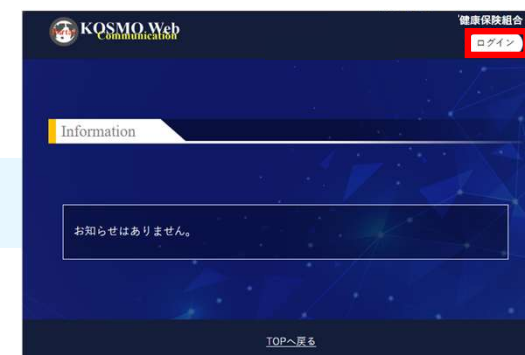 KOSMO Web
Communication
健康保険組合
ログイン
Information
お知らせはありません。
TOPへ戻る